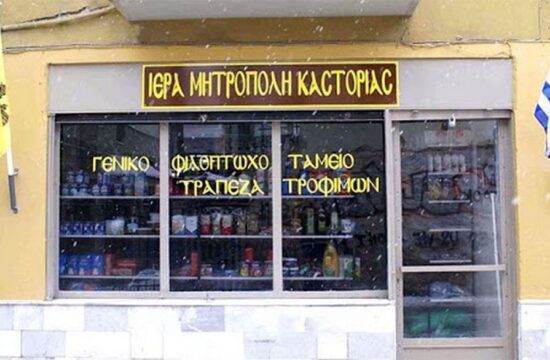 ΙΕΡΑ ΜΗΤΡΟΠΟΛΗ ΚΑΣΤΟΡΙΑΣ
ΓΕΝΙΚΟ ΦΙΛΟΠΤΩΧΟ ΤΑΜΕΙΟ
ΤΡΑΠΕΖΑ ΤΡΟΦΙΜΩΝ